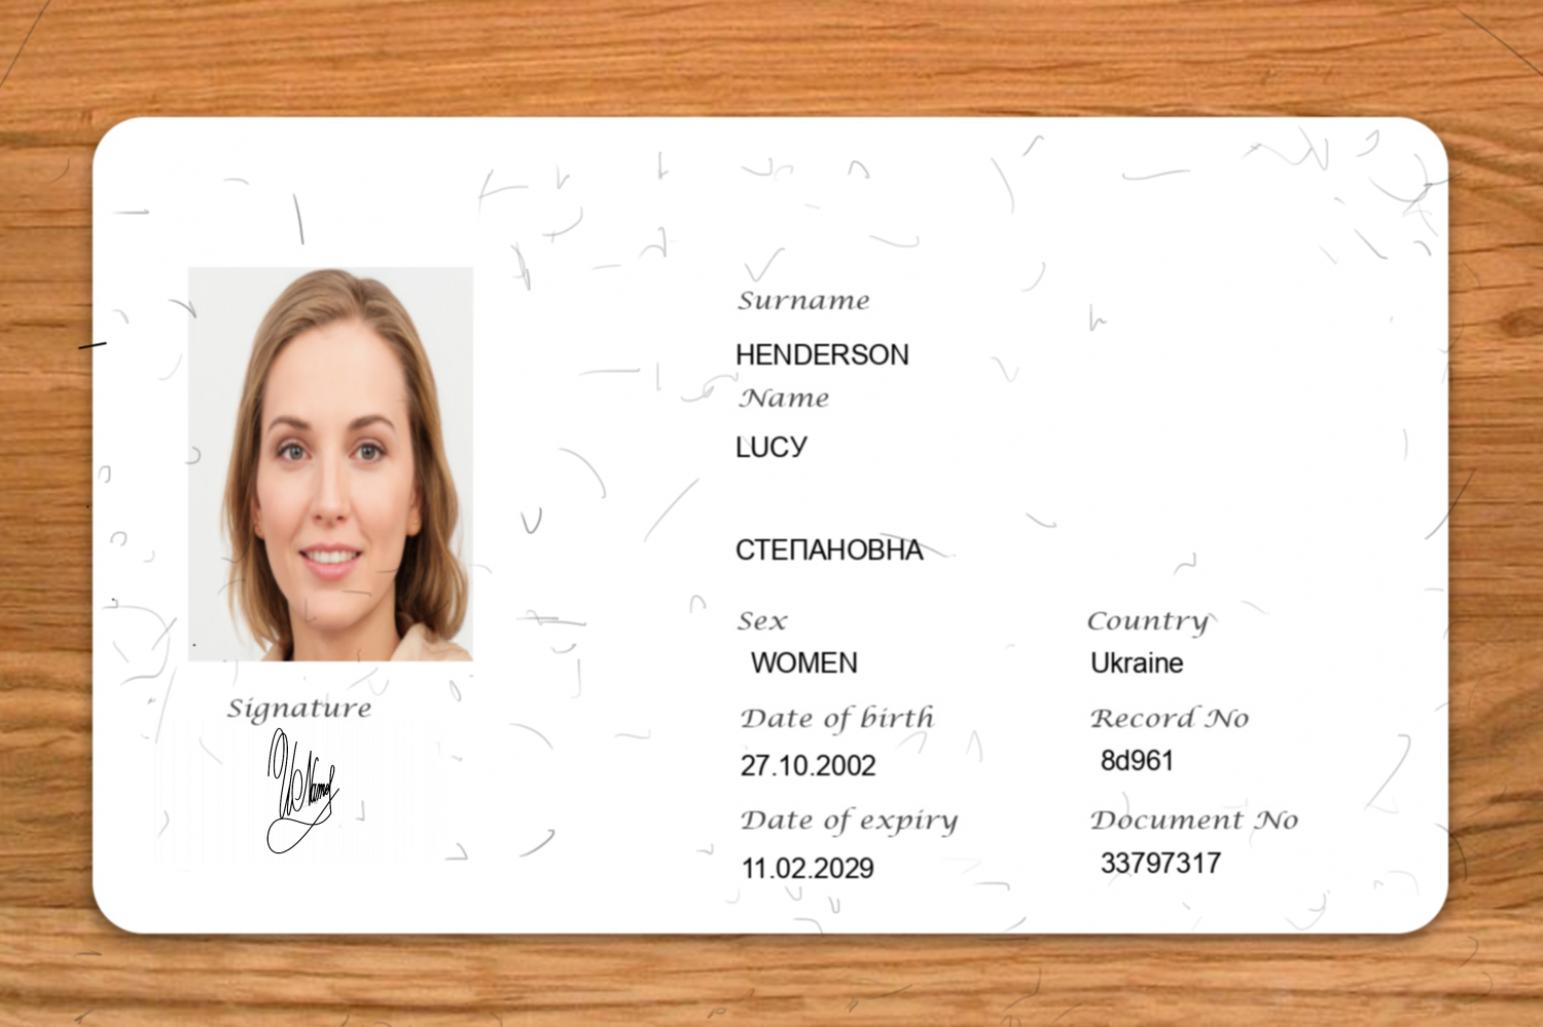 Surname
HENDERSON
Name
LUCY
СТЕПАНОВНА
Sex
WOMEN
Country
Ukraine
Date of birth
27.10.2002
Record No
8d961
Date of expiry
11.02.2029
Document No
33797317
Signature